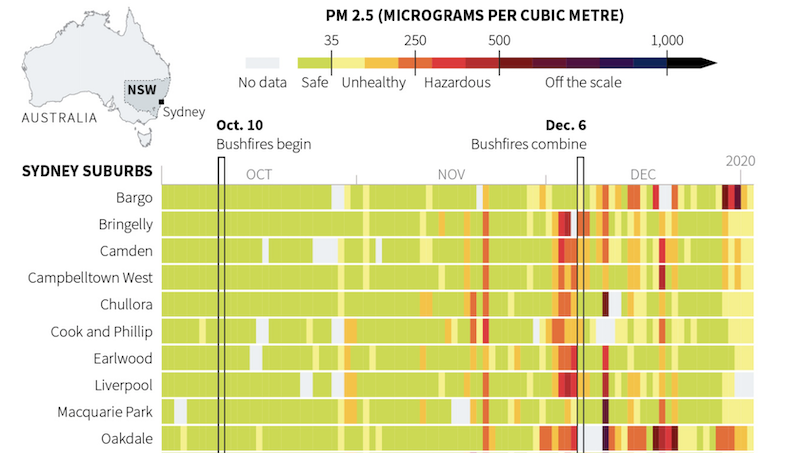 PM 2.5 (MICROGRAMS PER CUBIC METRE)
35 250 500 1,000
No data Safe Unhealthy Hazardous Off the scale
NSW
Sydney
AUSTRALIA
Oct. 10
Bushfires begin
Dec. 6
Bushfires combine
SYDNEY SUBURBS
OCT NOV DEC 2020
Bargo
Bringelly
Camden
Campbelltown West
Chullora
Cook and Phillip
Earlwood
Liverpool
Macquarie Park
Oakdale